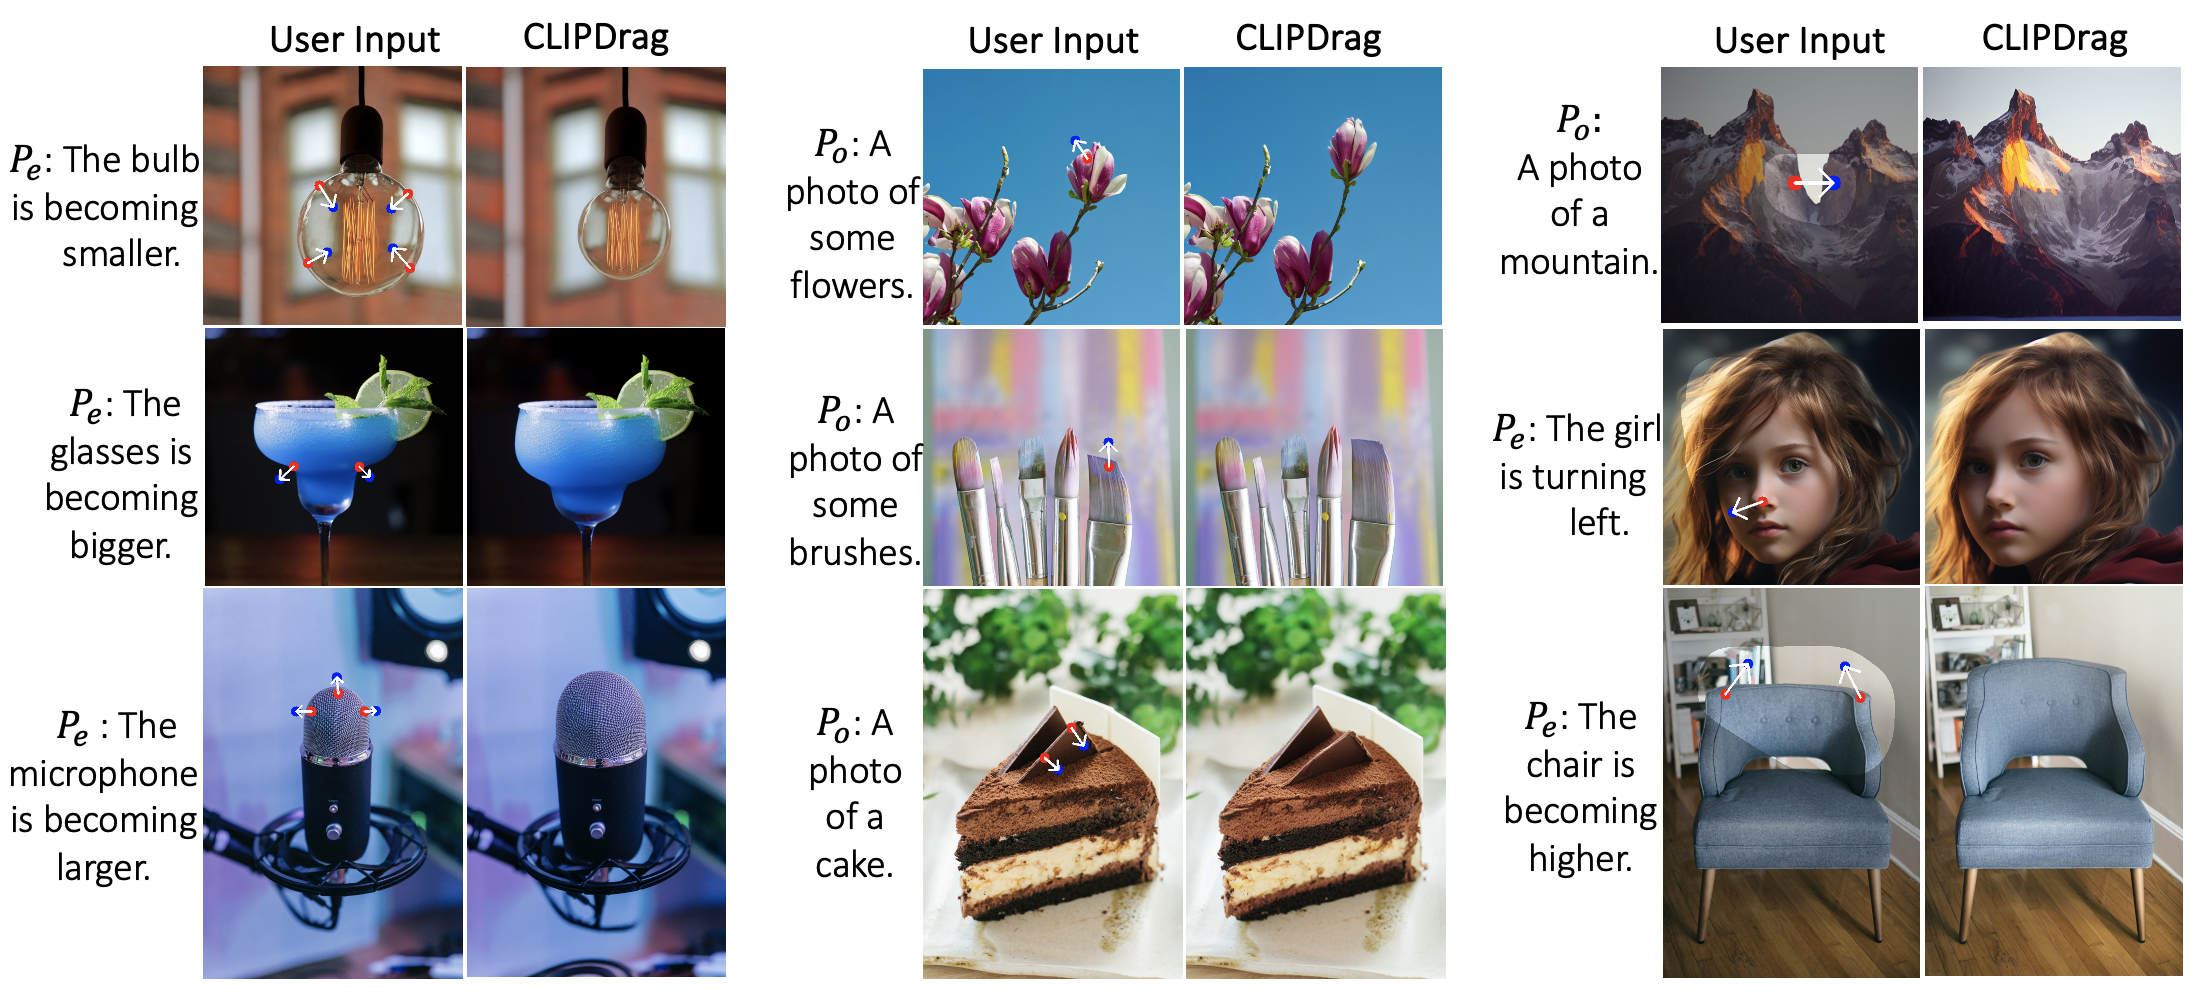 User Input
CLIPDrag
User Input
CLIPDrag
User Input
CLIPDrag
Pe: The bulb
is becoming
smaller.
Po: A
photo of
some
flowers.
Po:
A photo
of a
mountain.
Pe: The
glasses is
becoming
bigger.
Po: A
photo of
some
brushes.
Pe: The girl
is turning
left.
Pe : The
microphone
is becoming
larger.
Po: A
photo
of a
cake.
Pe: The
chair is
becoming
higher.